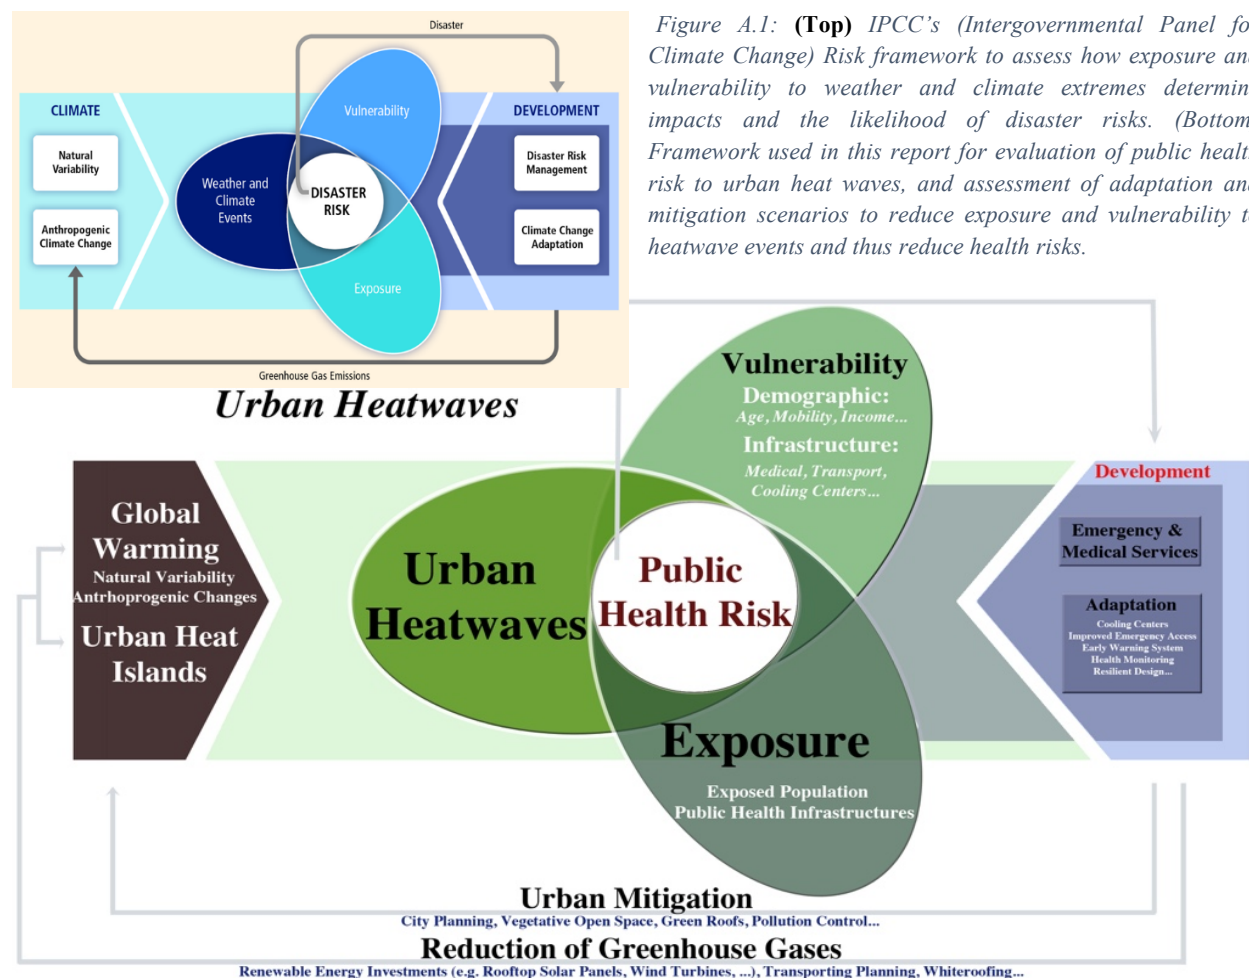 Figure A.1: (Top) IPCC's (Intergovernmental Panel fo
Climate Change) Risk framework to assess how exposure an
vulnerability to weather and climate extremes determin
impacts and the likelihood of disaster risks. (Bottom
Framework used in this report for evaluation of public health
risk to urban heat waves, and assessment of adaptation and
mitigation scenarios to reduce exposure and vulnerability t
heatwave events and thus reduce health risks.
Disaster
CLIMATE
Natural
Variability
Anthropogenic
Climate Change
Vulnerability
Weather and
Climate
Events
DISASTER
RISK
Exposure
DEVELOPMENT
Disaster Risk
Management
Climate Change
Adaptation
Greenhouse Gas Emissions
Urban Heatwaves
Global
Warming
Natural Variability
Antrhoprogenic Changes
Urban Heat
Islands
Urban
Heatwaves
Public
Health Risk
Vulnerability
Demographic:
Age, Mobility, Income...
Infrastructure:
Medical, Transport,
Cooling Centers...
Exposure
Exposed Population
Public Health Infrastructures
Development
Emergency &
Medical Services
Adaptation
Cooling Centers
Improved Emergency Access
Early Warning System
Health Monitoring
Resilient Design...
Urban Mitigation
City Planning, Vegetative Open Space, Green Roofs, Pollution Control...
Reduction of Greenhouse Gases
Renewable Energy Investments (e.g. Rooftop Solar Panels, Wind Turbines, ...), Transporting Planning, Whiteroofing...